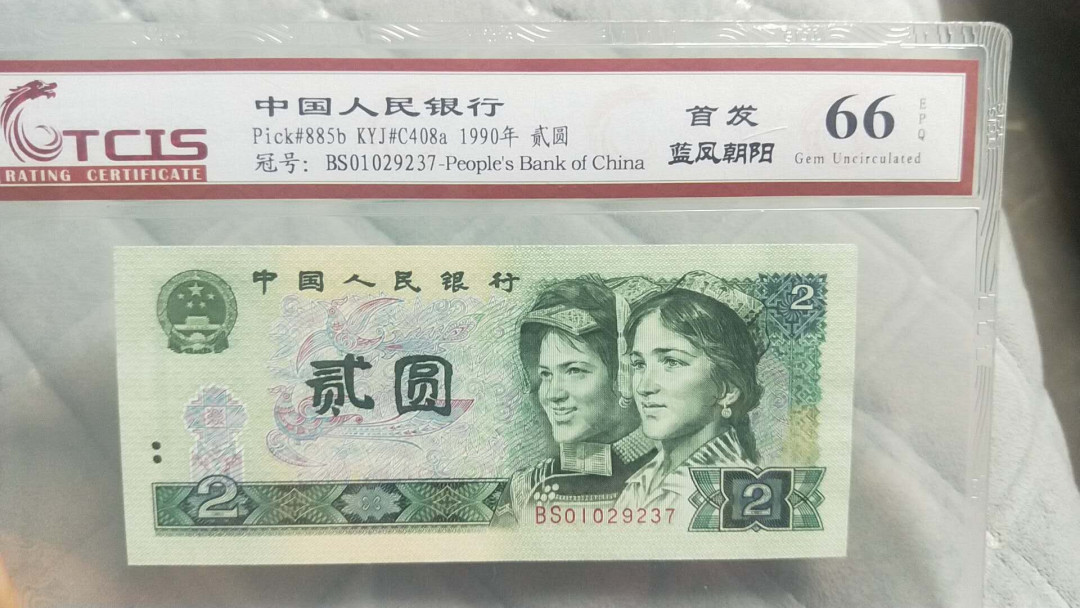 TCIS
RATING CERTIFICATE
中国人民银行
Pick#885b KYJ#C408a 1990年 贰圆
冠号: BS01029237-People's Bank of China
首发
蓝凤朝阳
66
EPQ
Gem Uncirculated
中国人民银行
2
贰圆
2
BS01029237
2